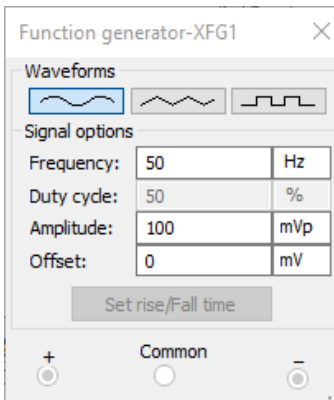 Function generator-XFG1
Waveforms
Signal options
Frequency: 50 Hz
Duty cycle: 50 %
Amplitude: 100 mVp
Offset: 0 mV
Set rise/Fall time
+ Common −